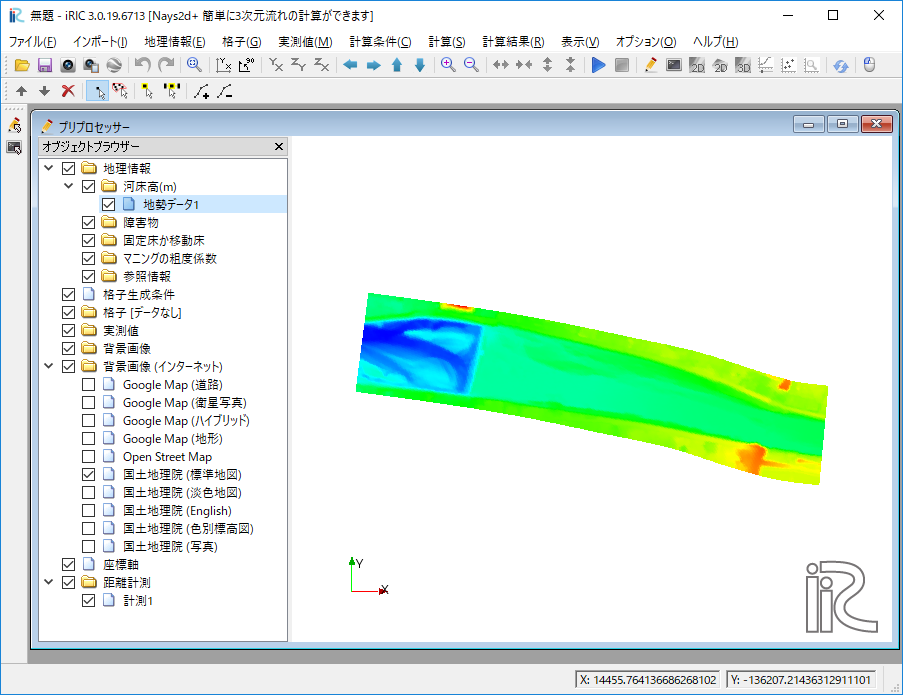 無題 - iRIC 3.0.19.6713 [Nays2d+ 簡単に3次元流れの計算ができます]
ファイル(F) インポート(I) 地理情報(E) 格子(G) 実測値(M) 計算条件(C) 計算(S) 計算結果(R) 表示(V) オプション(O) ヘルプ(H)
プリプロセッサー
オブジェクトブラウザー
地理情報
河床高(m)
地勢データ1
障害物
固定床か移動床
マニングの粗度係数
参照情報
格子生成条件
格子 [データなし]
実測値
背景画像
背景画像 (インターネット)
Google Map (道路)
Google Map (衛星写真)
Google Map (ハイブリッド)
Google Map (地形)
Open Street Map
国土地理院 (標準地図)
国土地理院 (淡色地図)
国土地理院 (English)
国土地理院 (色別標高図)
国土地理院 (写真)
座標軸
距離計測
計測1
Y
X
iRIC
X: 14455.764136686268102 Y: -136207.21436312911101